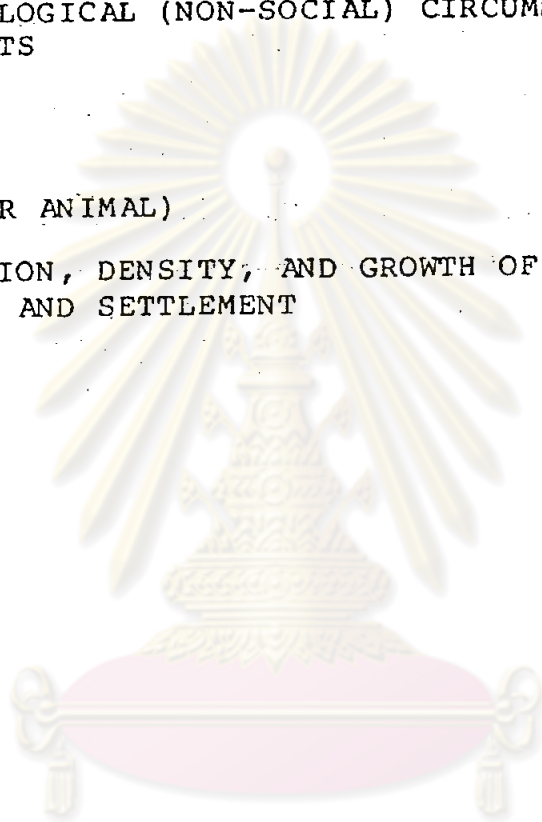 LOGICAL (NON-SOCIAL) CIRCUM
TS
R ANIMAL)
ION, DENSITY, AND GROWTH OF
AND SETTLEMENT